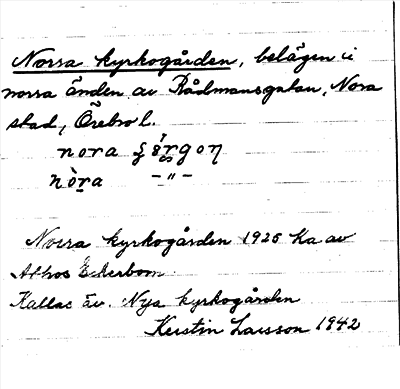 Norra kyrkogården, belägen i
norra änden av Rådmansgatan, Nora
stad, Örebro l.
nora
nòra - " -
Norra kyrkogården 1925 Ka av
Athos Ekerbom
Kallas äv. Nya kyrkogården
Kerstin Larsson 1942